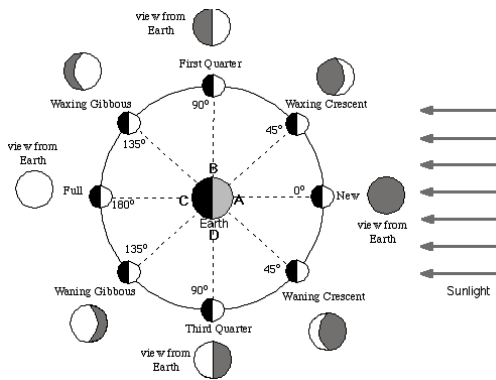 view from
Earth
First Quarter
Waxing Gibbous
Waxing Crescent
90°
45°
135°
view from
Earth
B
Full
180°
C
A
0°
New
Earth
view from
Earth
D
135°
45°
Sunlight
Waning Gibbous
90°
Waning Crescent
Third Quarter
view from
Earth